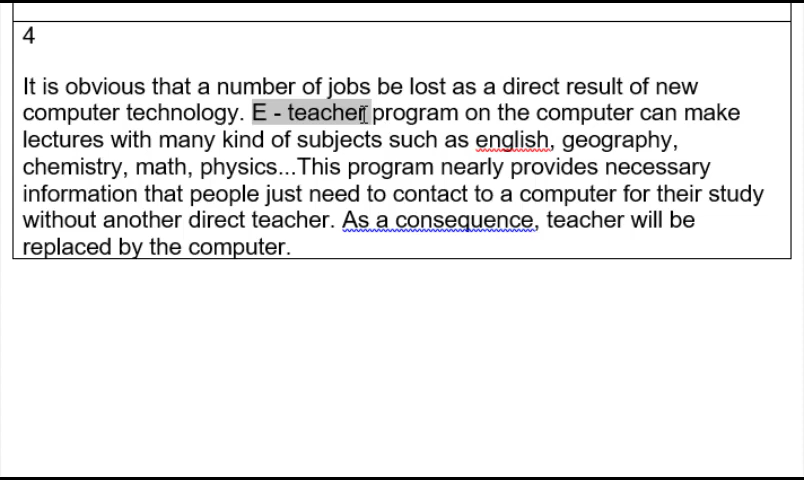 4
It is obvious that a number of jobs be lost as a direct result of new
computer technology. E - teacher program on the computer can make
lectures with many kind of subjects such as english, geography,
chemistry, math, physics...This program nearly provides necessary
information that people just need to contact to a computer for their study
without another direct teacher. As a consequence, teacher will be
replaced by the computer.